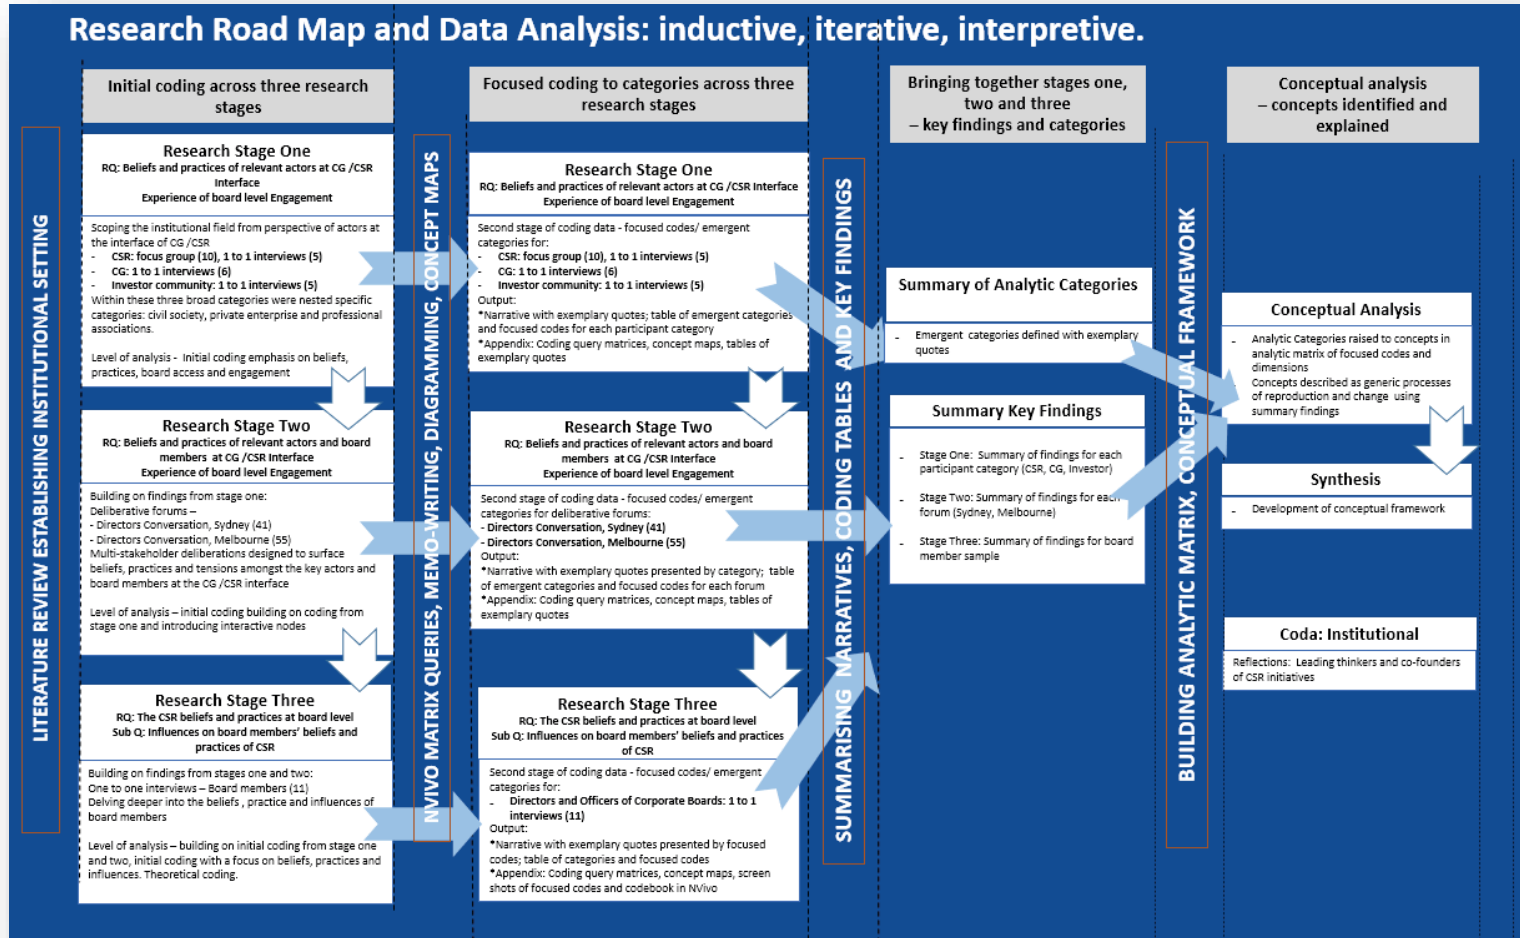 Research Road Map and Data Analysis: inductive, iterative, interpretive.
LITERATURE REVIEW ESTABLISHING INSTITUTIONAL SETTING
Initial coding across three research
stages
Research Stage One
RQ: Beliefs and practices of relevant actors at CG /CSR
Interface
Experience of board level Engagement
Scoping the institutional field from perspective of actors at
the interface of CG /CSR
- CSR: focus group (10), 1 to 1 interviews (5)
- CG: 1 to 1 interviews (6)
- Investor community: 1 to 1 interviews (5)
Within these three broad categories were nested specific
categories: civil society, private enterprise and professional
associations.
Level of analysis - Initial coding emphasis on beliefs,
practices, board access and engagement
Research Stage Two
RQ: Beliefs and practices of relevant actors and board
members at CG /CSR Interface
Experience of board level Engagement
Building on findings from stage one:
Deliberative forums –
- Directors Conversation, Sydney (41)
- Directors Conversation, Melbourne (55)
Multi-stakeholder deliberations designed to surface
beliefs, practices and tensions amongst the key actors and
board members at the CG /CSR interface
Level of analysis – initial coding building on coding from
stage one and introducing interactive nodes
Research Stage Three
RQ: The CSR beliefs and practices at board level
Sub Q: Influences on board members’ beliefs and
practices of CSR
Building on findings from stages one and two:
One to one interviews – Board members (11)
Delving deeper into the beliefs , practice and influences of
board members
Level of analysis – building on initial coding from stage one
and two, initial coding with a focus on beliefs, practices and
influences. Theoretical coding.
NVIVO MATRIX QUERIES, MEMO-WRITING, DIAGRAMMING, CONCEPT MAPS
Focused coding to categories across three
research stages
Research Stage One
RQ: Beliefs and practices of relevant actors at CG /CSR Interface
Experience of board level Engagement
Second stage of coding data - focused codes/ emergent
categories for:
- CSR: focus group (10), 1 to 1 interviews (5)
- CG: 1 to 1 interviews (6)
- Investor community: 1 to 1 interviews (5)
Output:
*Narrative with exemplary quotes; table of emergent categories
and focused codes for each participant category
*Appendix: Coding query matrices, concept maps, tables of
exemplary quotes
Research Stage Two
RQ: Beliefs and practices of relevant actors and board
members at CG /CSR Interface
Experience of board level Engagement
Second stage of coding data - focused codes/ emergent
categories for deliberative forums:
- Directors Conversation, Sydney (41)
- Directors Conversation, Melbourne (55)
Output:
*Narrative with exemplary quotes presented by category; table
of emergent categories and focused codes for each forum
*Appendix: Coding query matrices, concept maps, tables of
exemplary quotes
Research Stage Three
RQ: The CSR beliefs and practices at board level
Sub Q: Influences on board members’ beliefs and practices
of CSR
Second stage of coding data - focused codes/ emergent
categories for:
- Directors and Officers of Corporate Boards: 1 to 1
interviews (11)
Output:
*Narrative with exemplary quotes presented by focused
codes; table of categories and focused codes
*Appendix: Coding query matrices, concept maps, screen
shots of focused codes and codebook in NVivo
SUMMARISING NARRATIVES, CODING TABLES AND KEY FINDINGS
Bringing together stages one,
two and three
– key findings and categories
Summary of Analytic Categories
- Emergent categories defined with exemplary
quotes
Summary Key Findings
- Stage One: Summary of findings for each
participant category (CSR, CG, Investor)
- Stage Two: Summary of findings for each
forum (Sydney, Melbourne)
- Stage Three: Summary of findings for board
member sample
BUILDING ANALYTIC MATRIX, CONCEPTUAL FRAMEWORK
Conceptual analysis
– concepts identified and
explained
Conceptual Analysis
- Analytic Categories raised to concepts in
analytic matrix of focused codes and
dimensions
- Concepts described as generic processes
of reproduction and change using
summary findings
Synthesis
- Development of conceptual framework
Coda: Institutional
Reflections: Leading thinkers and co-founders
of CSR initiatives